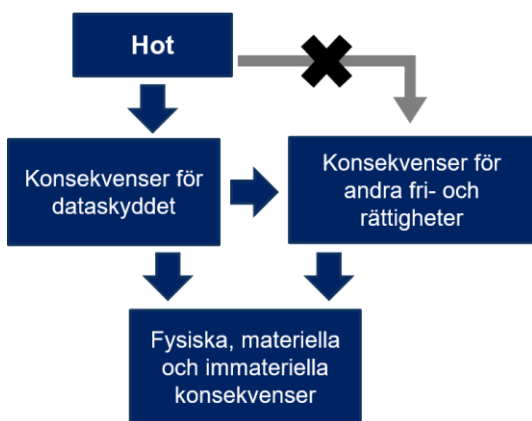 Hot
Konsekvenser för
dataskyddet
Konsekvenser för
andra fri- och
rättigheter
Fysiska, materiella
och immateriella
konsekvenser